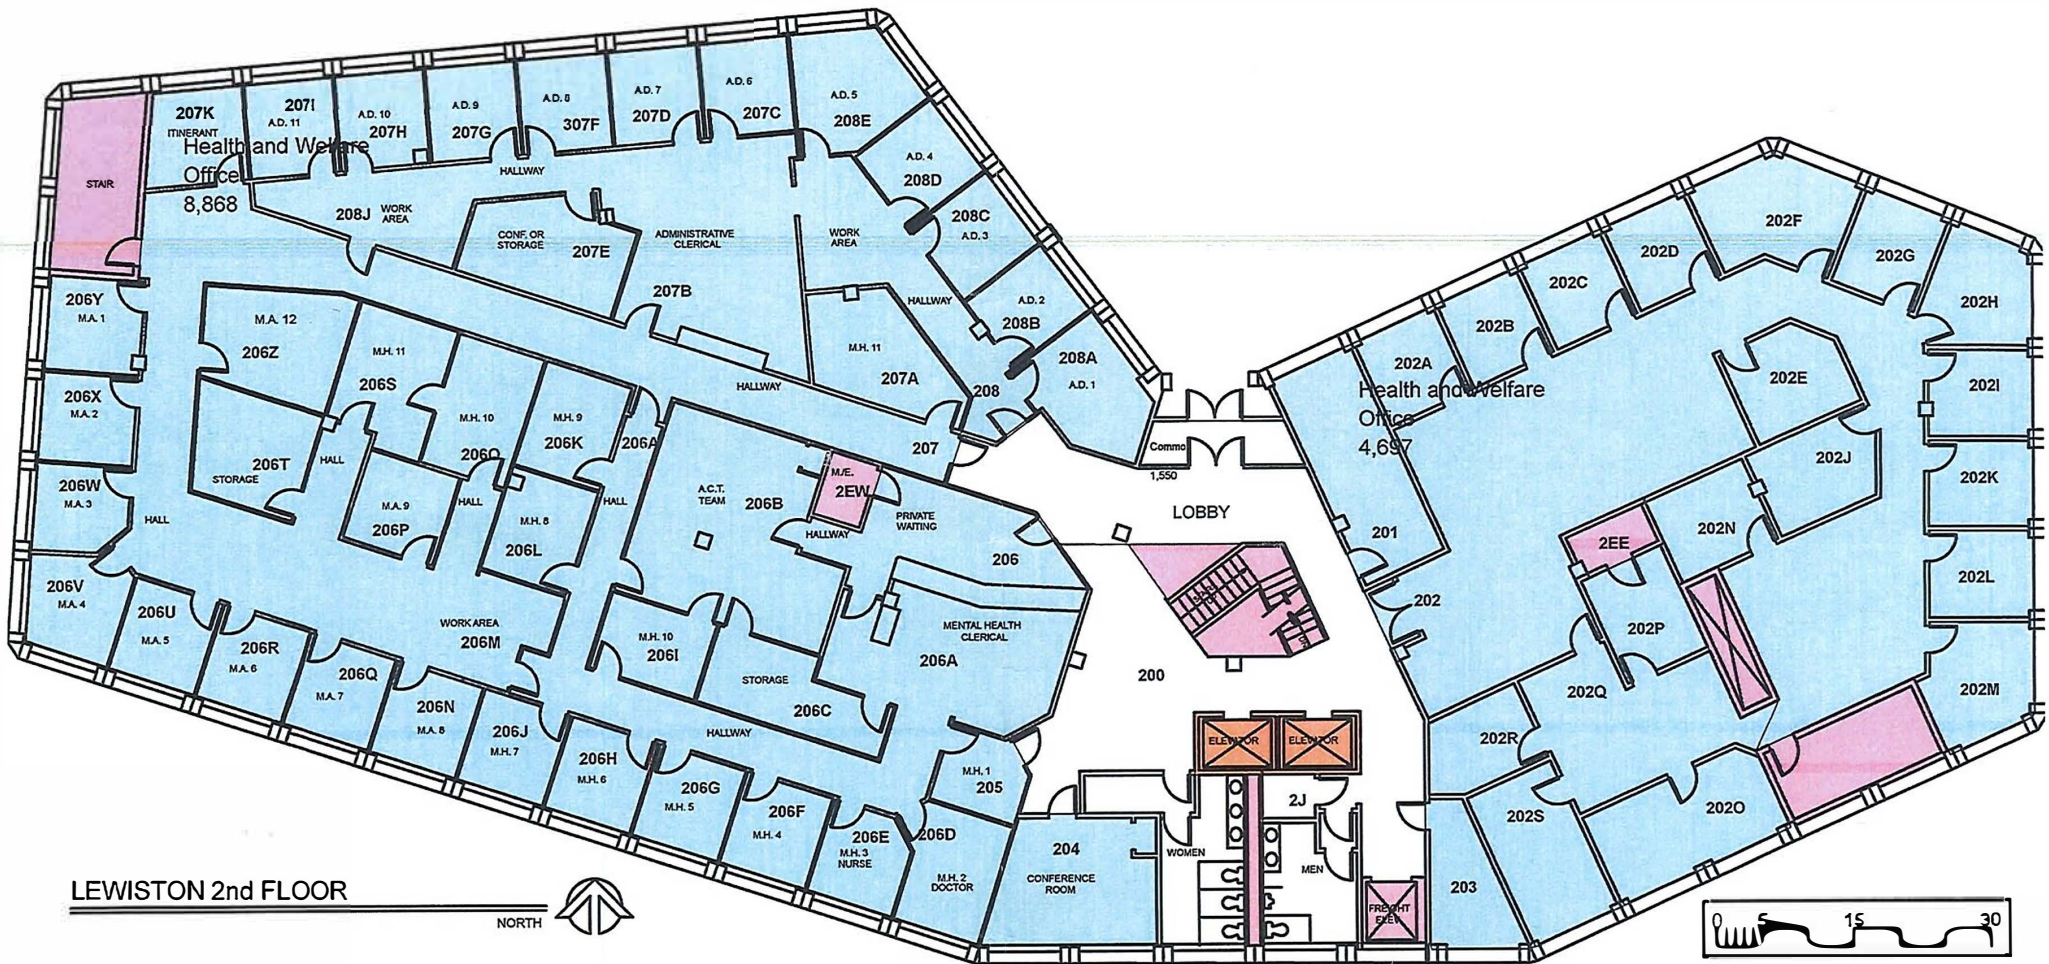 207K
ITINERANT
Health and Welfare
Office
8,868
207I
A.D. 11
A.D. 10
207H
A.D. 9
207G
A.D. 8
307F
A.D. 7
207D
A.D. 6
207C
A.D. 5
208E
A.D. 4
208D
208C
A.D. 3
A.D. 2
208B
208A
A.D. 1
STAIR
HALLWAY
208J
WORK
AREA
CONF. OR
STORAGE
207E
ADMINISTRATIVE
CLERICAL
207B
WORK
AREA
HALLWAY
M.H. 11
207A
208
HALLWAY
207
206Y
M.A. 1
206X
M.A. 2
206W
M.A. 3
206V
M.A. 4
M.A. 12
206Z
M.H. 11
206S
M.H. 10
206O
M.H. 9
206K
206A
206T
STORAGE
HALL
HALL
M.A. 9
206P
HALL
M.H. 8
206L
HALL
A.C.T.
TEAM
206B
M./E.
2EW
PRIVATE
WAITING
HALLWAY
206
206U
M.A. 5
206R
M.A. 6
206Q
M.A. 7
206N
M.A. 8
WORK AREA
206M
206J
M.H. 7
M.H. 10
206I
STORAGE
206C
MENTAL HEALTH
CLERICAL
206A
HALLWAY
206H
M.H. 6
206G
M.H. 5
206F
M.H. 4
206E
M.H. 3
NURSE
206D
M.H. 2
DOCTOR
M.H. 1
205
204
CONFERENCE
ROOM
Commo
1,550
LOBBY
200
ELEVATOR
ELEVATOR
WOMEN
2J
MEN
FREIGHT
ELEV.
202A
202B
202C
202D
202F
202G
202H
202I
202K
202L
202M
Health and Welfare
Office
4,697
202E
202J
202N
201
2EE
202
202P
202Q
202R
202S
202O
203
LEWISTON 2nd FLOOR
NORTH
0 5 15 30